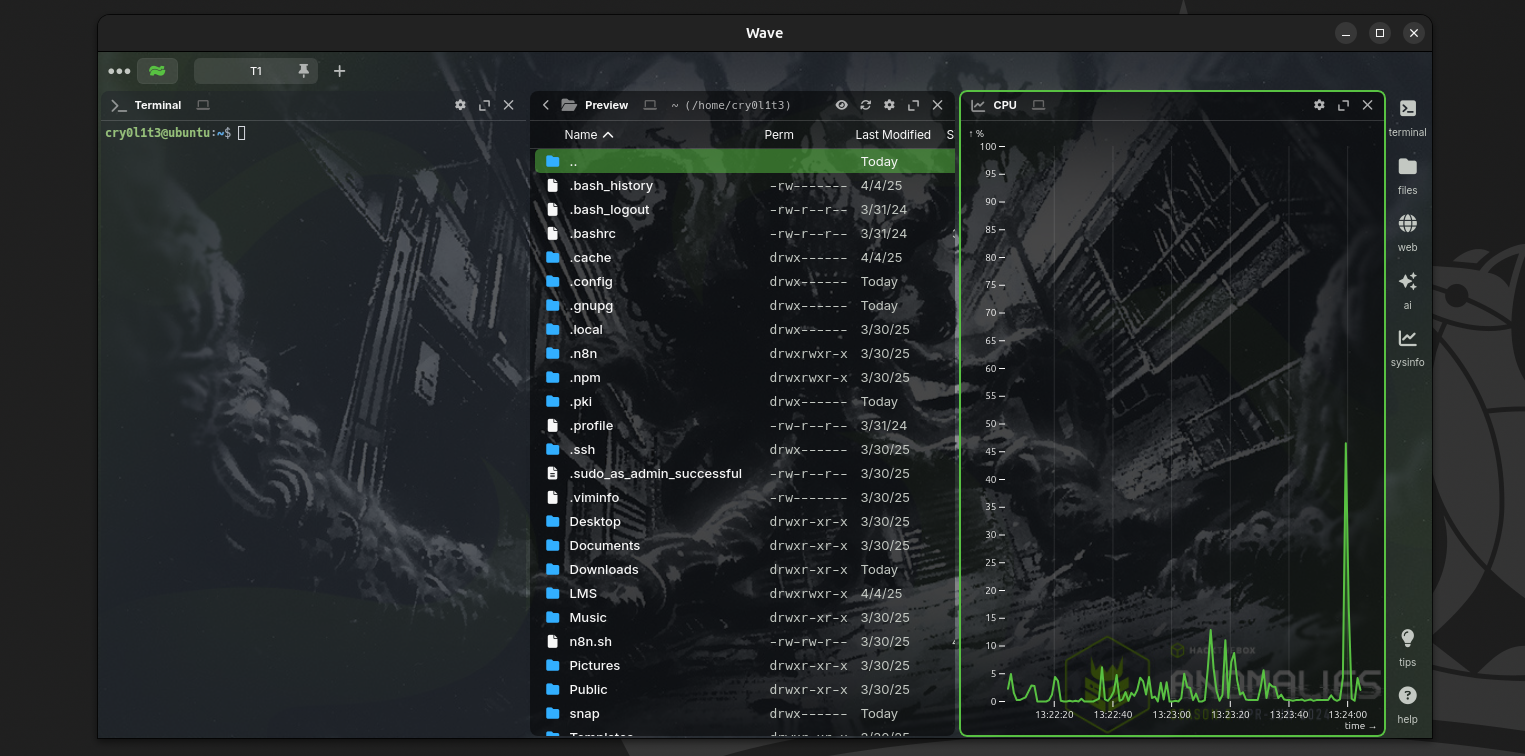 Wave
T1
Terminal
cry0l1t3@ubuntu:~$
Preview ~ (/home/cry0l1t3)
Name Perm Last Modified S
.. Today
.bash_history -rw------- 4/4/25
.bash_logout -rw-r--r-- 3/31/24
.bashrc -rw-r--r-- 3/31/24
.cache drwx------ 4/4/25
.config drwx------ Today
.gnupg drwx------ Today
.local drwx------ 3/30/25
.n8n drwxrwxr-x 3/30/25
.npm drwxrwxr-x 3/30/25
.pki drwx------ Today
.profile -rw-r--r-- 3/31/24
.ssh drwx------ 3/30/25
.sudo_as_admin_successful -rw-r--r-- 3/30/25
.viminfo -rw------- 3/30/25
Desktop drwxr-xr-x 3/30/25
Documents drwxr-xr-x 3/30/25
Downloads drwxr-xr-x Today
LMS drwxrwxr-x 4/4/25
Music drwxr-xr-x 3/30/25
n8n.sh -rw-rw-r-- 3/30/25
Pictures drwxr-xr-x 3/30/25
Public drwxr-xr-x 3/30/25
snap drwx------ Today
CPU
↑ %
100
95
90
85
80
75
70
65
60
55
50
45
40
35
30
25
20
15
10
5
0
HACKTHEBOX
ANOMALIES
13:22:20 13:22:40 13:23:00 13:23:20 13:23:40 13:24:00
time →
terminal
files
web
ai
sysinfo
tips
help